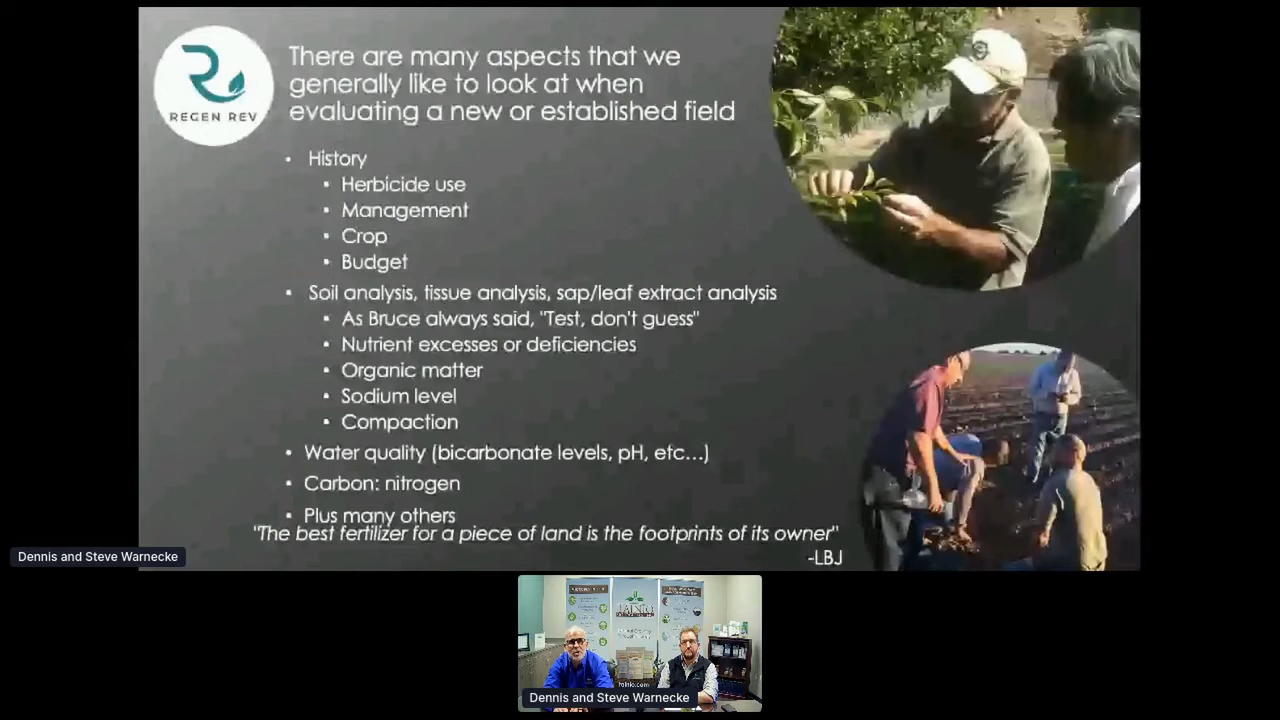 REGEN REV
There are many aspects that we
generally like to look at when
evaluating a new or established field
• History
• Herbicide use
• Management
• Crop
• Budget
• Soil analysis, tissue analysis, sap/leaf extract analysis
• As Bruce always said, "Test, don't guess"
• Nutrient excesses or deficiencies
• Organic matter
• Sodium level
• Compaction
• Water quality (bicarbonate levels, pH, etc...)
• Carbon: nitrogen
• Plus many others
"The best fertilizer for a piece of land is the footprints of its owner"
-LBJ
Dennis and Steve Warnecke
TAINIO
tainio.com
Dennis and Steve Warnecke